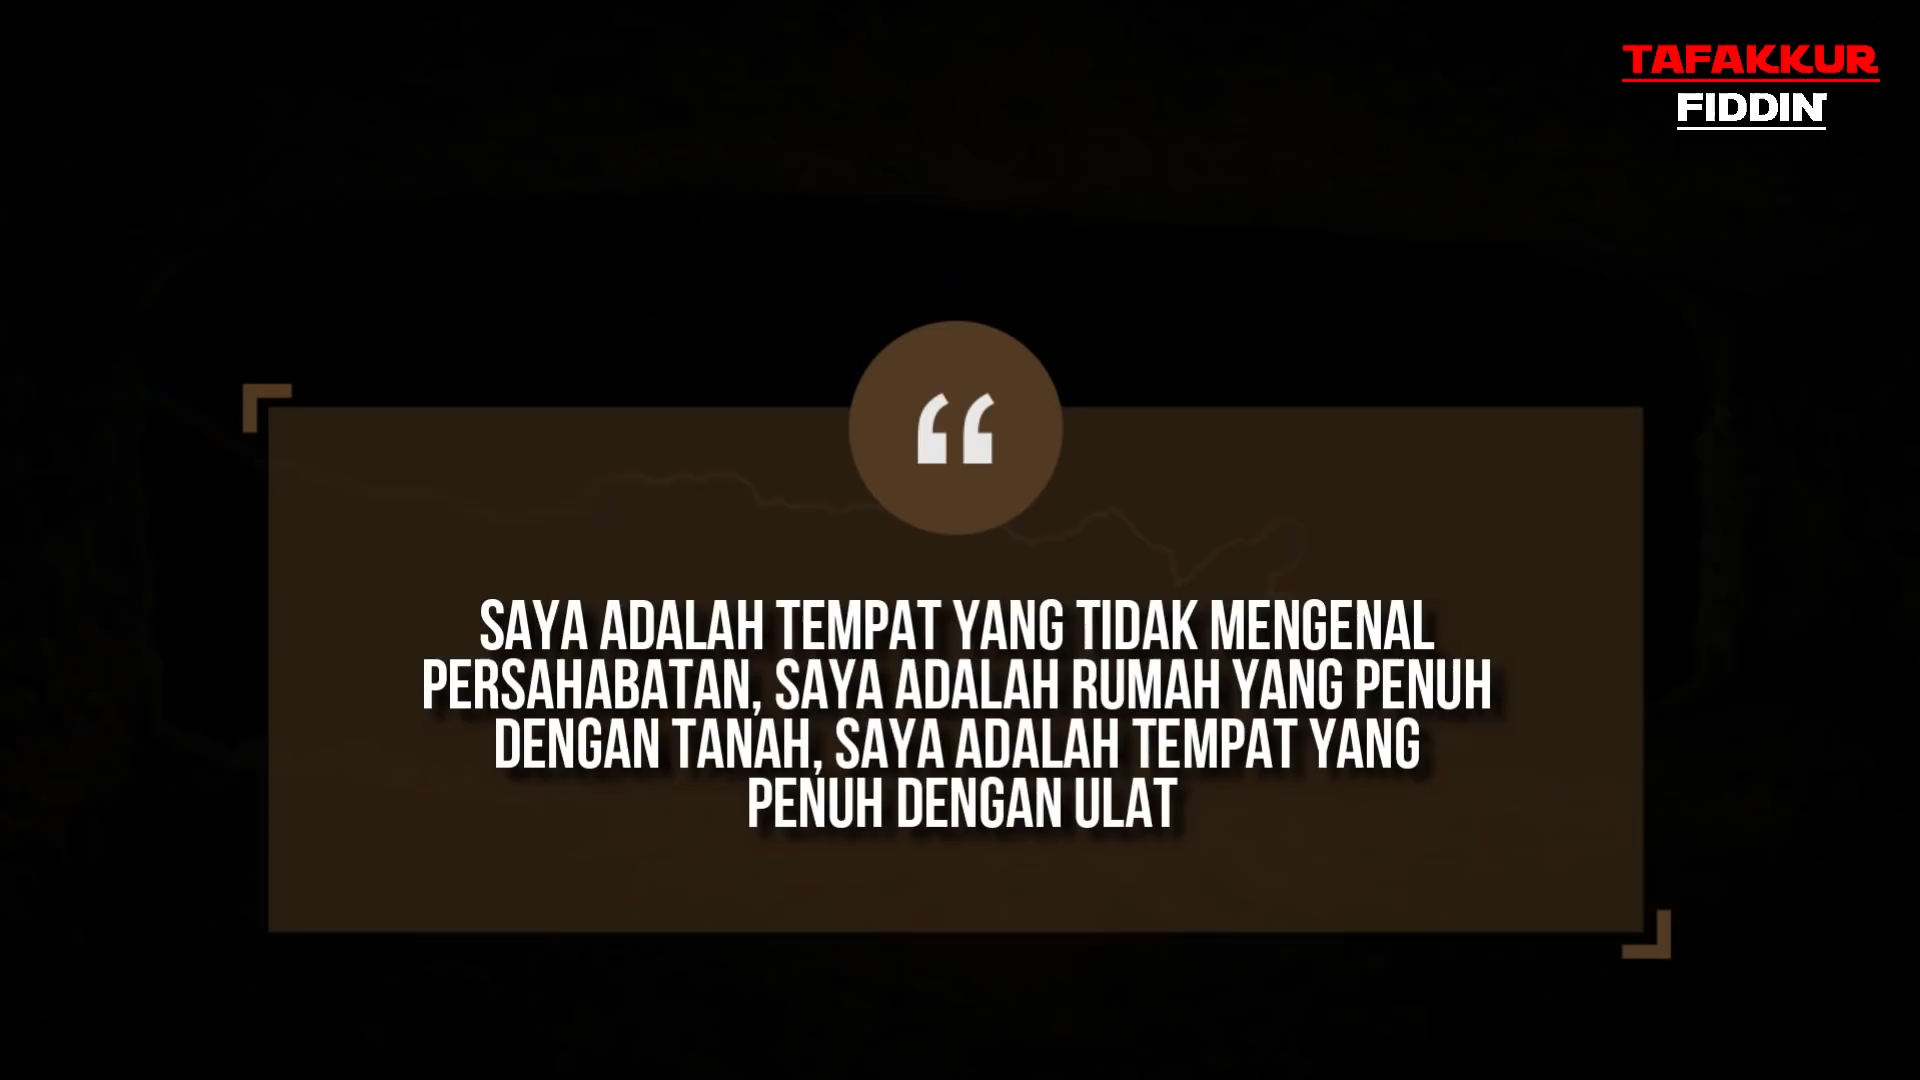 TAFAKKUR
FIDDIN
SAYA ADALAH TEMPAT YANG TIDAK MENGENAL
PERSAHABATAN, SAYA ADALAH RUMAH YANG PENUH
DENGAN TANAH, SAYA ADALAH TEMPAT YANG
PENUH DENGAN ULAT